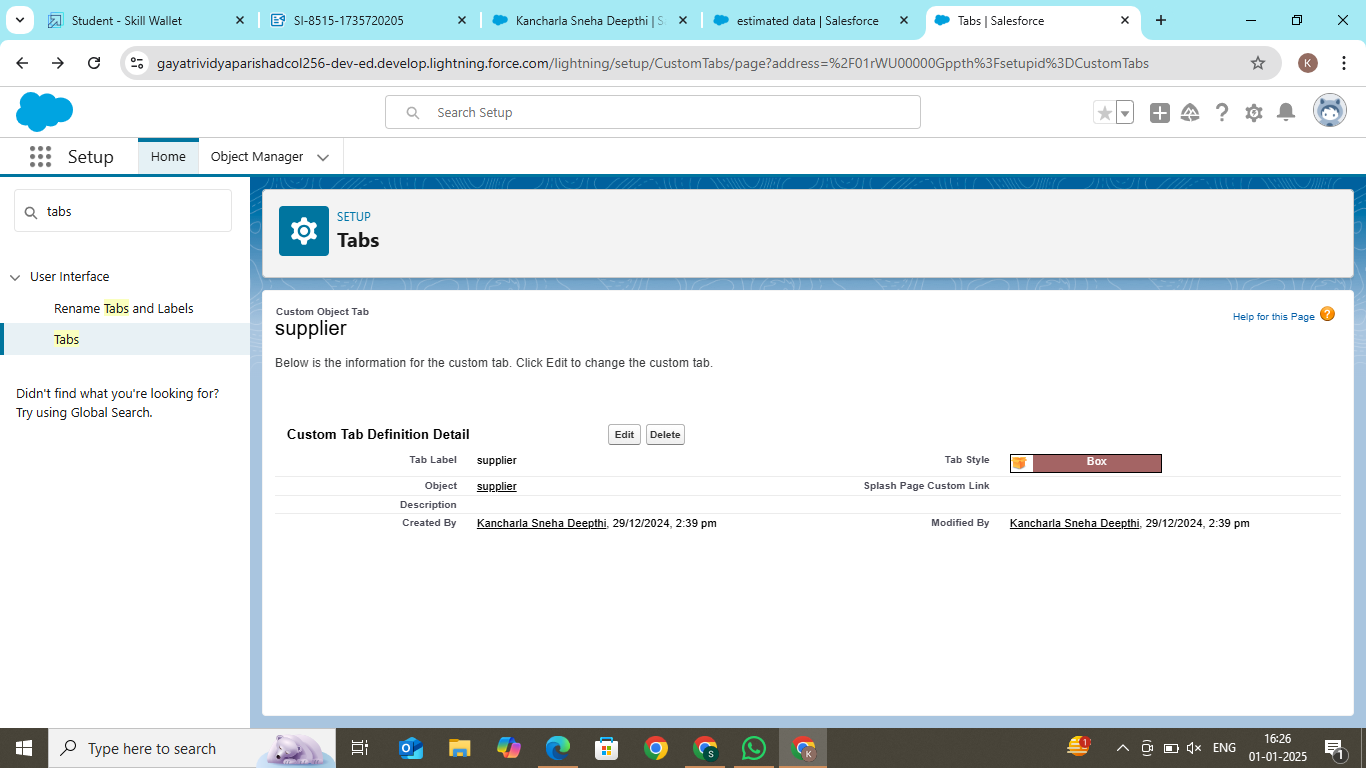 Student - Skill Wallet
SI-8515-1735720205
Kancharla Sneha Deepthi | S
estimated data | Salesforce
Tabs | Salesforce
gayatrividyaparishadcol256-dev-ed.develop.lightning.force.com/lightning/setup/CustomTabs/page?address=%2F01rWU00000Gppth%3Fsetupid%3DCustomTabs
K
Search Setup
Setup
Home
Object Manager
tabs
User Interface
Rename Tabs and Labels
Tabs
Didn't find what you're looking for?
Try using Global Search.
SETUP
Tabs
Custom Object Tab
supplier
Help for this Page ?
Below is the information for the custom tab. Click Edit to change the custom tab.
Custom Tab Definition Detail
Edit
Delete
Tab Label supplier
Tab Style Box
Object supplier
Splash Page Custom Link
Description
Created By Kancharla Sneha Deepthi, 29/12/2024, 2:39 pm
Modified By Kancharla Sneha Deepthi, 29/12/2024, 2:39 pm
Type here to search
S
K
1
ENG
16:26
01-01-2025
1